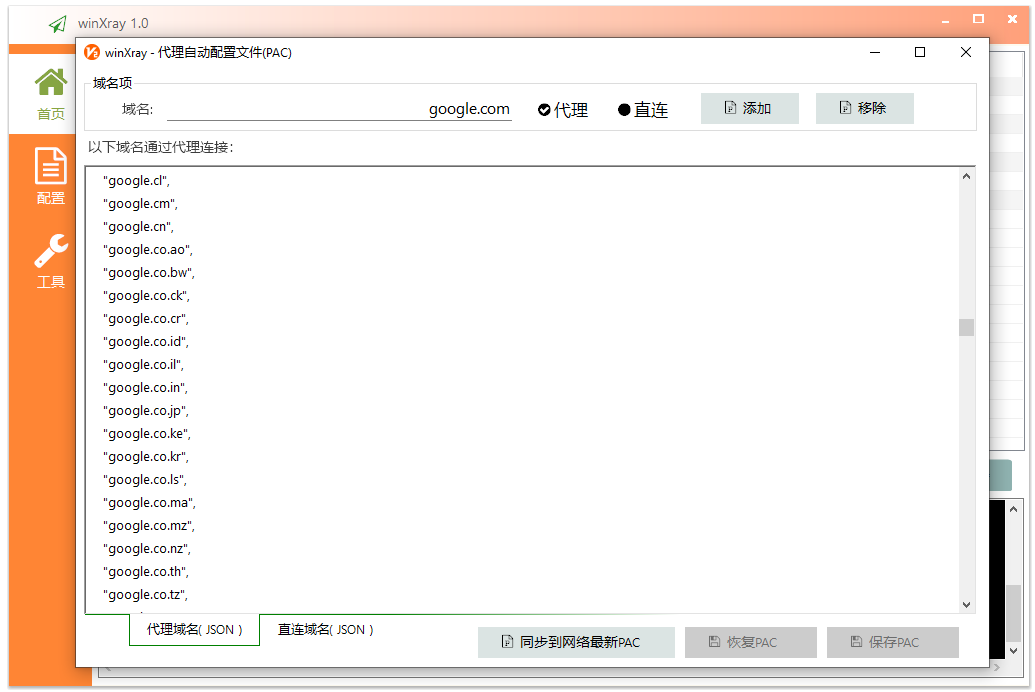 winXray 1.0
winXray - 代理自动配置文件(PAC)
首页
配置
工具
域名项
域名: google.com 代理 直连 添加 移除
以下域名通过代理连接:
"google.cl",
"google.cm",
"google.cn",
"google.co.ao",
"google.co.bw",
"google.co.ck",
"google.co.cr",
"google.co.id",
"google.co.il",
"google.co.in",
"google.co.jp",
"google.co.ke",
"google.co.kr",
"google.co.ls",
"google.co.ma",
"google.co.mz",
"google.co.nz",
"google.co.th",
"google.co.tz",
代理域名( JSON ) 直连域名( JSON )
同步到网络最新PAC 恢复PAC 保存PAC